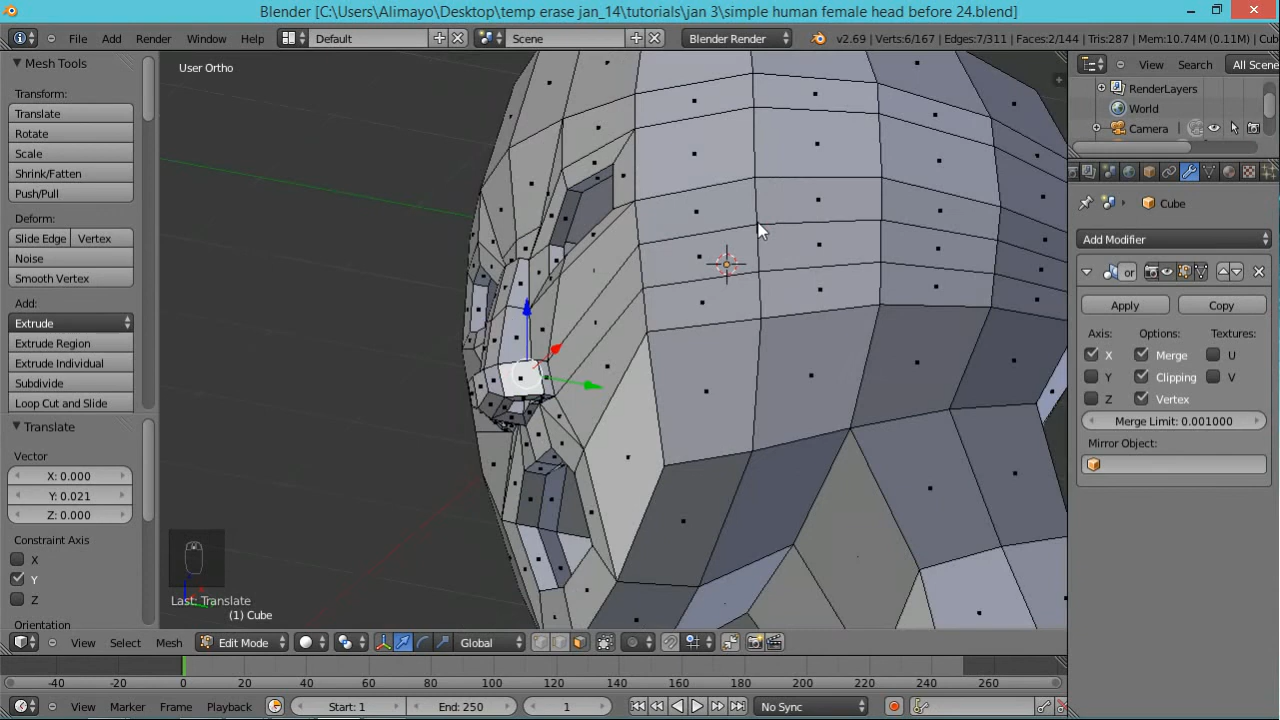 Blender [C:\Users\Alimayo\Desktop\temp erase jan_14\tutorials\jan 3\simple human female head before 24.blend]
File Add Render Window Help Default Scene Blender Render v2.69 | Verts:6/167 | Edges:7/311 | Faces:2/144 | Tris:287 | Mem:10.74M (0.11M) | Cub
Mesh Tools
Transform:
Translate
Rotate
Scale
Shrink/Fatten
Push/Pull
Deform:
Slide Edge Vertex
Noise
Smooth Vertex
Add:
Extrude
Extrude Region
Extrude Individual
Subdivide
Loop Cut and Slide
Translate
Vector
X: 0.000
Y: 0.021
Z: 0.000
Constraint Axis
X
Y
Z
Orientation
User Ortho
Last: Translate
(1) Cube
View Search All Scene
RenderLayers
World
Camera
Cube
Add Modifier
or
Apply Copy
Axis: Options: Textures:
X Merge U
Y Clipping V
Z Vertex
Merge Limit: 0.001000
Mirror Object:
View Select Mesh Edit Mode Global
-40 -20 0 20 40 60 80 100 120 140 160 180 200 220 240 260
View Marker Frame Playback Start: 1 End: 250 1 No Sync